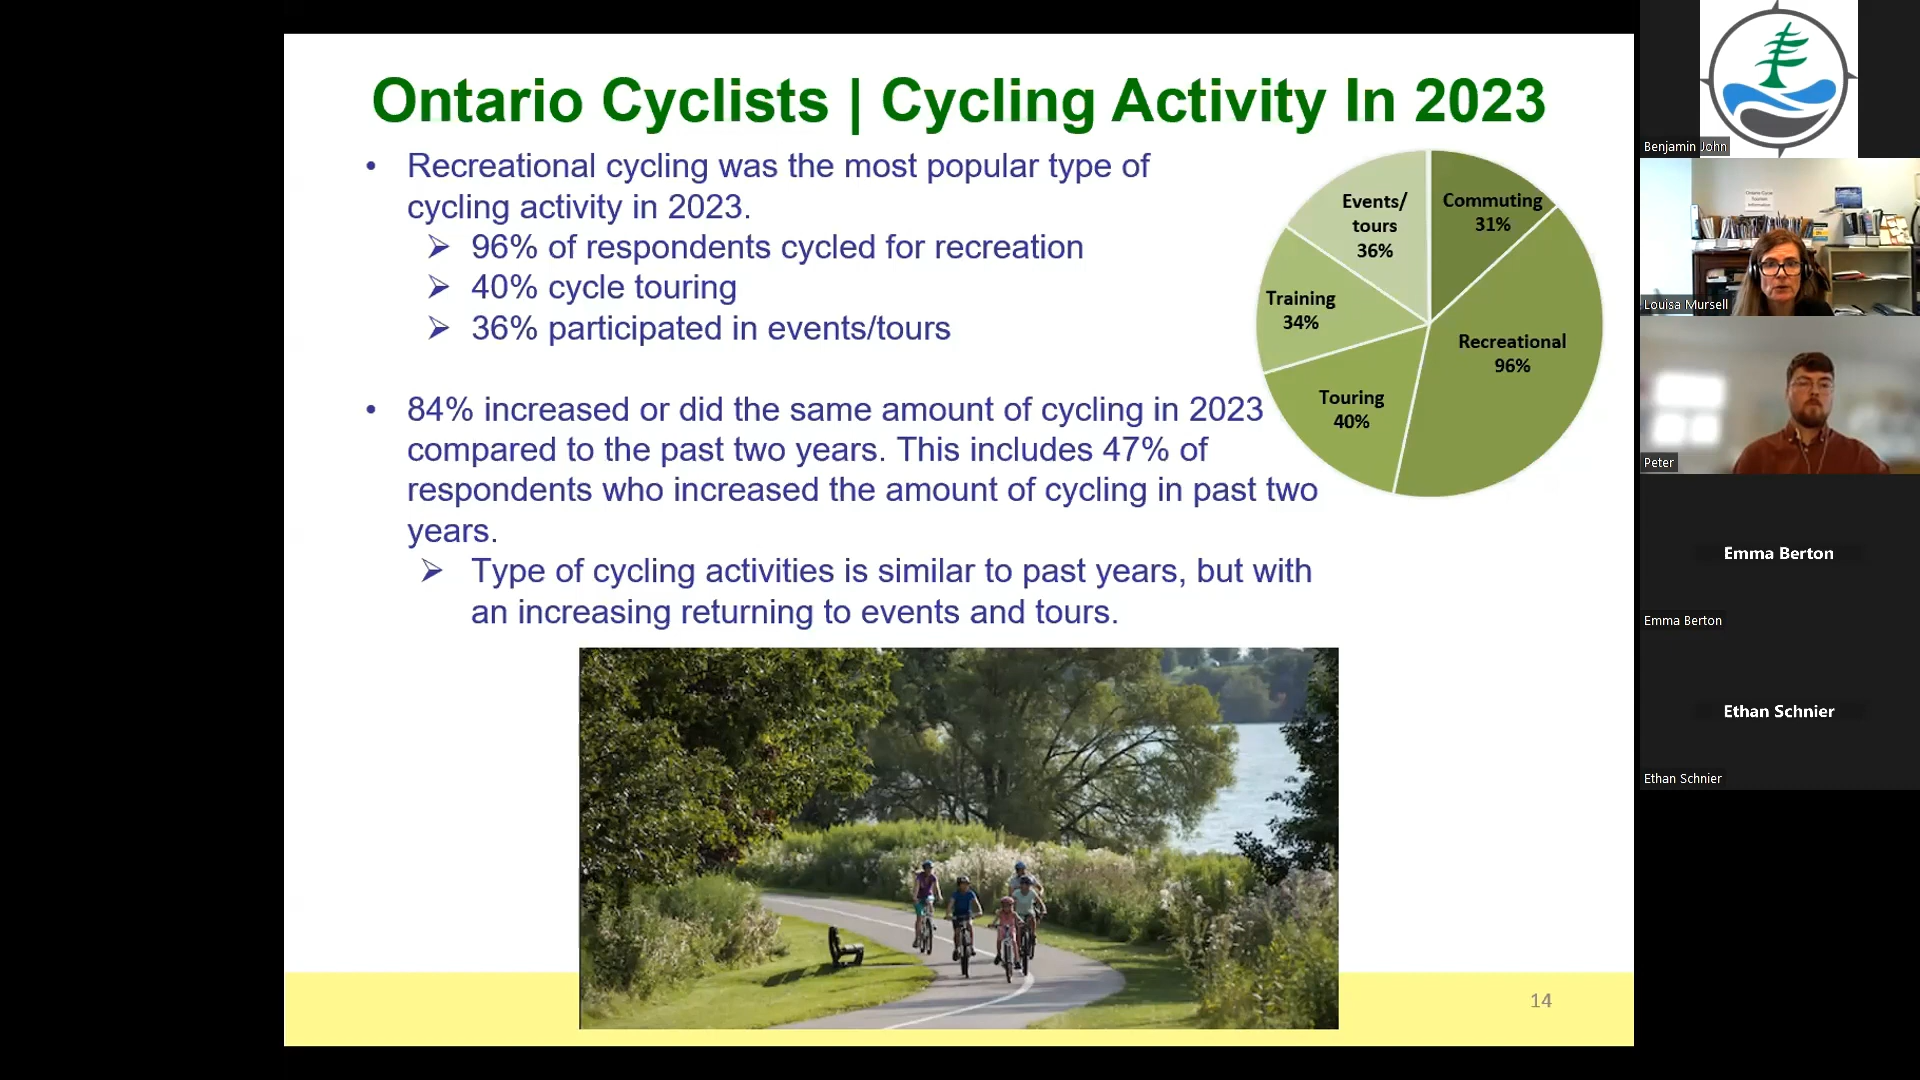 Ontario Cyclists | Cycling Activity In 2023
• Recreational cycling was the most popular type of
cycling activity in 2023.
➢ 96% of respondents cycled for recreation
➢ 40% cycle touring
➢ 36% participated in events/tours
• 84% increased or did the same amount of cycling in 2023
compared to the past two years. This includes 47% of
respondents who increased the amount of cycling in past two
years.
➢ Type of cycling activities is similar to past years, but with
an increasing returning to events and tours.
Events/
tours
36%
Commuting
31%
Training
34%
Recreational
96%
Touring
40%
14
Benjamin John
Ontario Cycle
Tourism
Information
Louisa Mursell
Peter
Emma Berton
Emma Berton
Ethan Schnier
Ethan Schnier